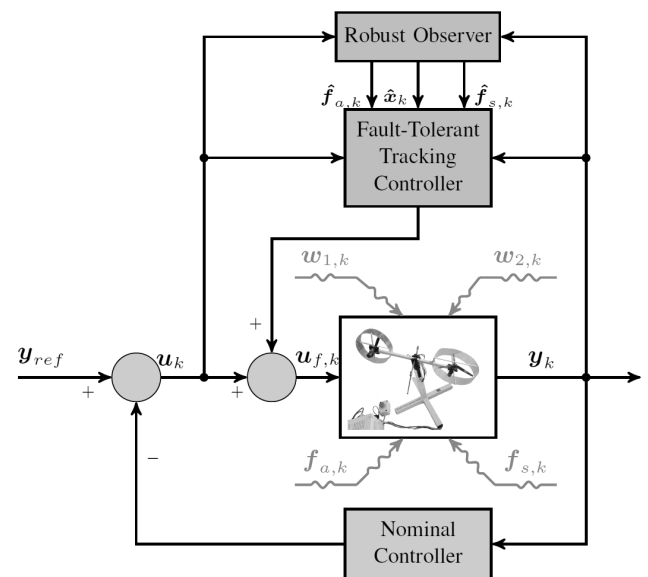 Robust Observer
f̂a,k x̂k f̂s,k
Fault-Tolerant
Tracking
Controller
w1,k w2,k
+
yref uk uf,k yk
+ +
−
fa,k fs,k
Nominal
Controller